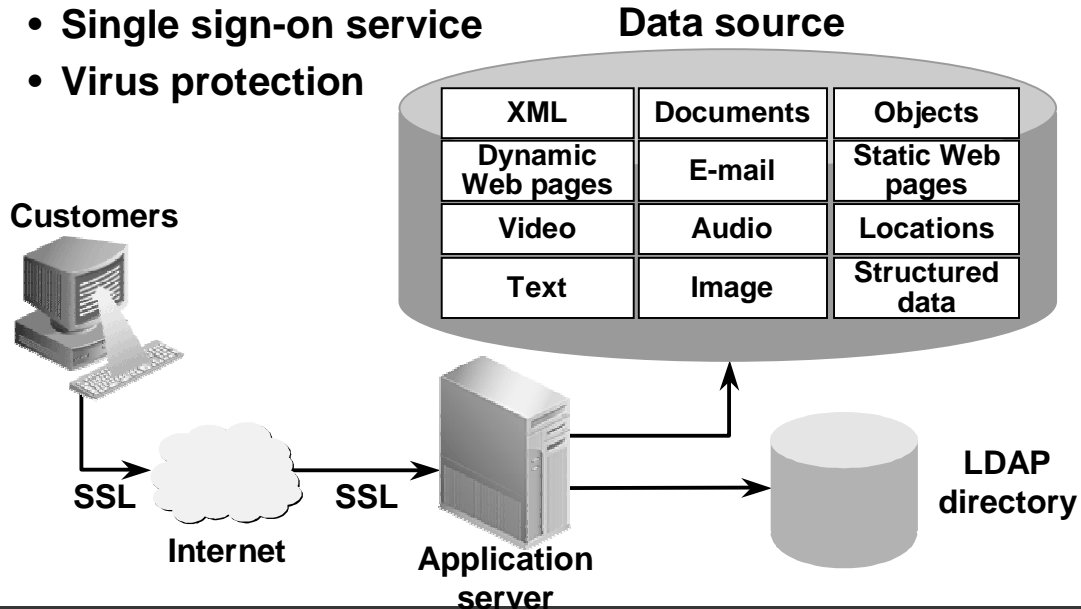 • Single sign-on service
• Virus protection
Data source
XML
Documents
Objects
Dynamic
Web pages
E-mail
Static Web
pages
Video
Audio
Locations
Text
Image
Structured
data
Customers
SSL
Internet
SSL
Application
server
LDAP
directory